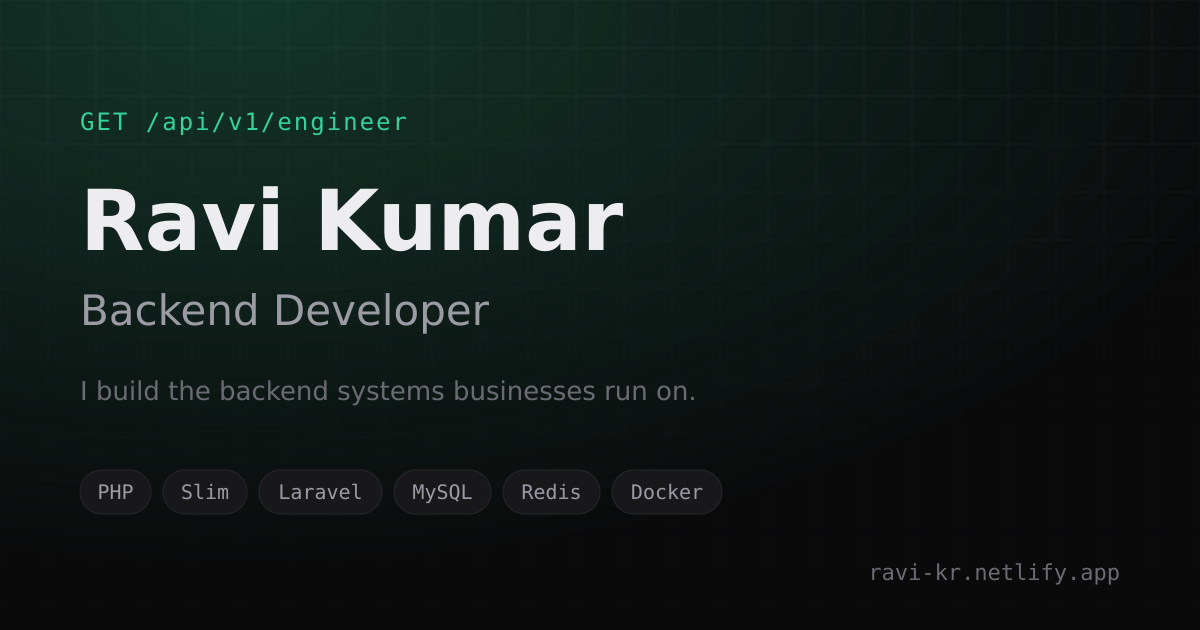 GET /api/v1/engineer
Ravi Kumar
Backend Developer
I build the backend systems businesses run on.
PHP Slim Laravel MySQL Redis Docker
ravi-kr.netlify.app